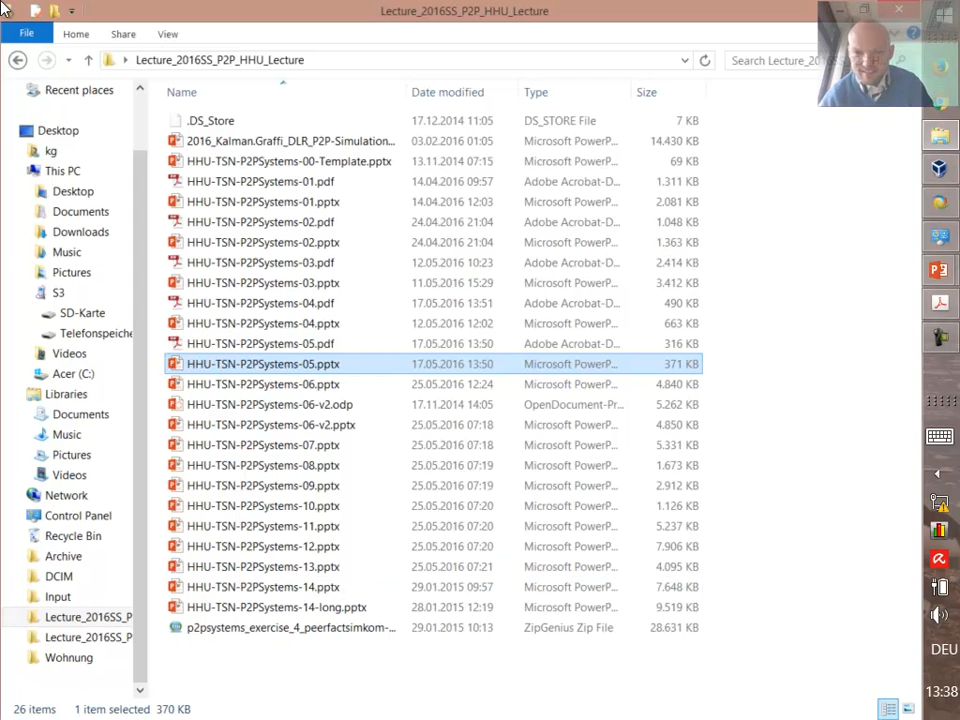 Lecture_2016SS_P2P_HHU_Lecture
File Home Share View
Lecture_2016SS_P2P_HHU_Lecture
Search Lecture_2016S
Name Date modified Type Size
.DS_Store 17.12.2014 11:05 DS_STORE File 7 KB
2016_Kalman.Graffi_DLR_P2P-Simulation... 03.02.2016 01:05 Microsoft PowerP... 14.430 KB
HHU-TSN-P2PSystems-00-Template.pptx 13.11.2014 07:15 Microsoft PowerP... 69 KB
HHU-TSN-P2PSystems-01.pdf 14.04.2016 09:57 Adobe Acrobat-D... 1.311 KB
HHU-TSN-P2PSystems-01.pptx 14.04.2016 12:03 Microsoft PowerP... 2.081 KB
HHU-TSN-P2PSystems-02.pdf 24.04.2016 21:04 Adobe Acrobat-D... 1.048 KB
HHU-TSN-P2PSystems-02.pptx 24.04.2016 21:04 Microsoft PowerP... 1.363 KB
HHU-TSN-P2PSystems-03.pdf 12.05.2016 10:23 Adobe Acrobat-D... 2.414 KB
HHU-TSN-P2PSystems-03.pptx 11.05.2016 15:29 Microsoft PowerP... 3.412 KB
HHU-TSN-P2PSystems-04.pdf 17.05.2016 13:51 Adobe Acrobat-D... 490 KB
HHU-TSN-P2PSystems-04.pptx 12.05.2016 12:02 Microsoft PowerP... 663 KB
HHU-TSN-P2PSystems-05.pdf 17.05.2016 13:50 Adobe Acrobat-D... 316 KB
HHU-TSN-P2PSystems-05.pptx 17.05.2016 13:50 Microsoft PowerP... 371 KB
HHU-TSN-P2PSystems-06.pptx 25.05.2016 12:24 Microsoft PowerP... 4.840 KB
HHU-TSN-P2PSystems-06-v2.odp 17.11.2014 14:05 OpenDocument-Pr... 5.262 KB
HHU-TSN-P2PSystems-06-v2.pptx 25.05.2016 07:18 Microsoft PowerP... 4.850 KB
HHU-TSN-P2PSystems-07.pptx 25.05.2016 07:18 Microsoft PowerP... 5.331 KB
HHU-TSN-P2PSystems-08.pptx 25.05.2016 07:19 Microsoft PowerP... 1.673 KB
HHU-TSN-P2PSystems-09.pptx 25.05.2016 07:19 Microsoft PowerP... 2.912 KB
HHU-TSN-P2PSystems-10.pptx 25.05.2016 07:20 Microsoft PowerP... 1.126 KB
HHU-TSN-P2PSystems-11.pptx 25.05.2016 07:20 Microsoft PowerP... 5.237 KB
HHU-TSN-P2PSystems-12.pptx 25.05.2016 07:20 Microsoft PowerP... 7.906 KB
HHU-TSN-P2PSystems-13.pptx 25.05.2016 07:21 Microsoft PowerP... 4.095 KB
HHU-TSN-P2PSystems-14.pptx 29.01.2015 09:57 Microsoft PowerP... 7.648 KB
HHU-TSN-P2PSystems-14-long.pptx 28.01.2015 12:19 Microsoft PowerP... 9.519 KB
p2psystems_exercise_4_peerfactsimkom-... 29.01.2015 10:13 ZipGenius Zip File 28.631 KB
Recent places
Desktop
kg
This PC
Desktop
Documents
Downloads
Music
Pictures
S3
SD-Karte
Telefonspeiche
Videos
Acer (C:)
Libraries
Documents
Music
Pictures
Videos
Network
Control Panel
Recycle Bin
Archive
DCIM
Input
Lecture_2016SS_P
Lecture_2016SS_P
Wohnung
26 items 1 item selected 370 KB
DEU
13:38